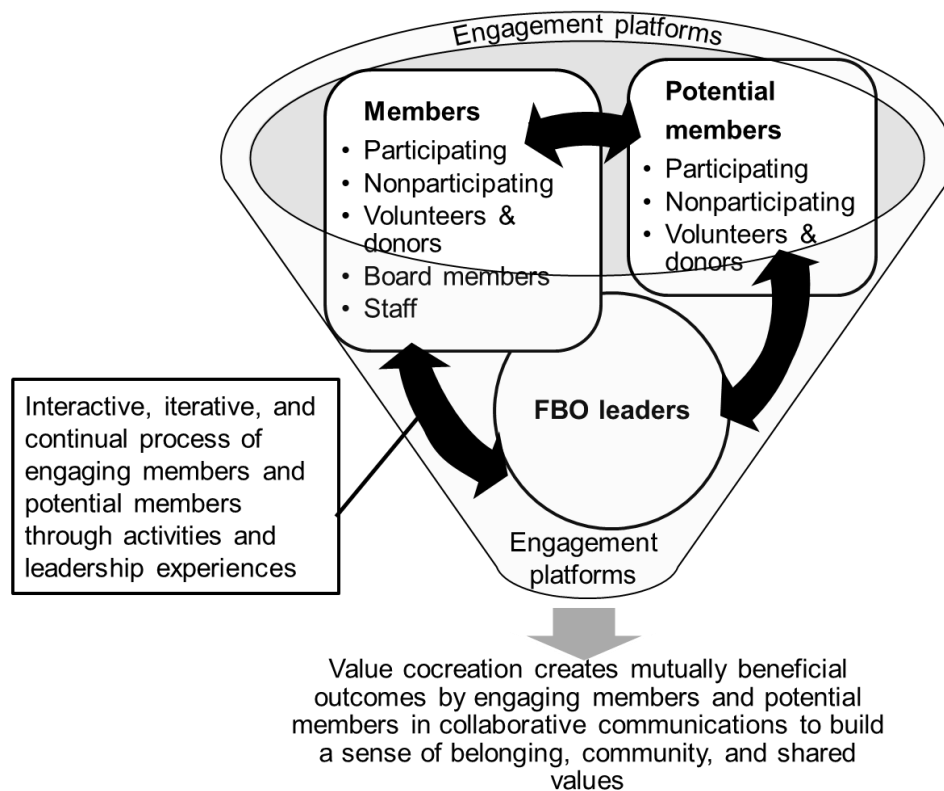 Engagement platforms
Members
• Participating
• Nonparticipating
• Volunteers &
donors
• Board members
• Staff
Potential
members
• Participating
• Nonparticipating
• Volunteers &
donors
FBO leaders
Interactive, iterative, and
continual process of
engaging members and
potential members
through activities and
leadership experiences
Engagement
platforms
Value cocreation creates mutually beneficial
outcomes by engaging members and potential
members in collaborative communications to build
a sense of belonging, community, and shared
values